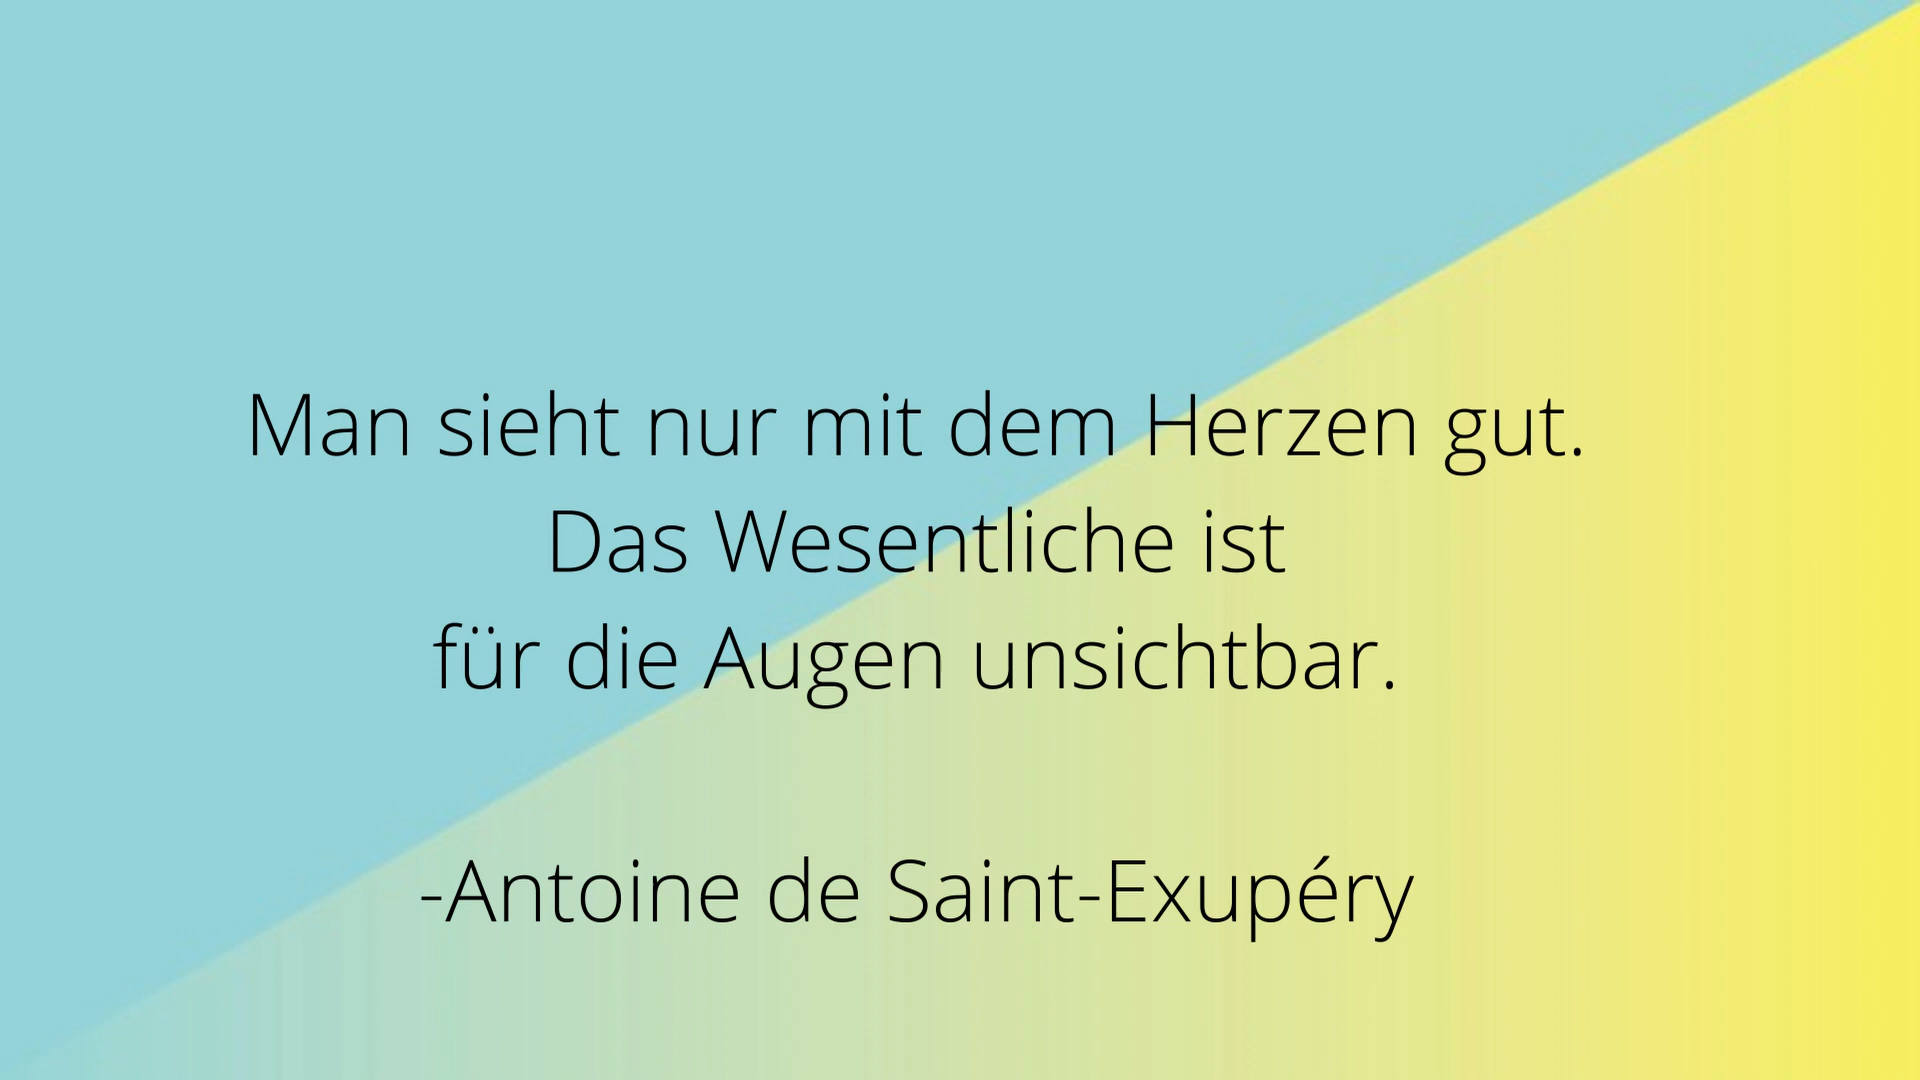 Man sieht nur mit dem Herzen gut.
Das Wesentliche ist
für die Augen unsichtbar.
-Antoine de Saint-Exupéry